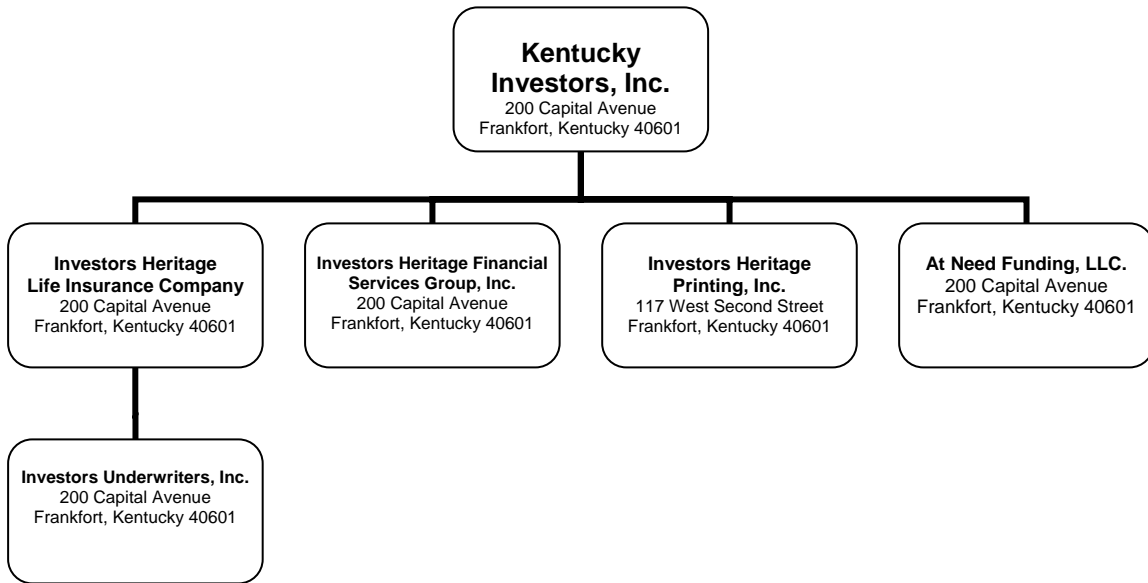 Kentucky
Investors, Inc.
200 Capital Avenue
Frankfort, Kentucky 40601
Investors Heritage
Life Insurance Company
200 Capital Avenue
Frankfort, Kentucky 40601
Investors Heritage Financial
Services Group, Inc.
200 Capital Avenue
Frankfort, Kentucky 40601
Investors Heritage
Printing, Inc.
117 West Second Street
Frankfort, Kentucky 40601
At Need Funding, LLC.
200 Capital Avenue
Frankfort, Kentucky 40601
Investors Underwriters, Inc.
200 Capital Avenue
Frankfort, Kentucky 40601